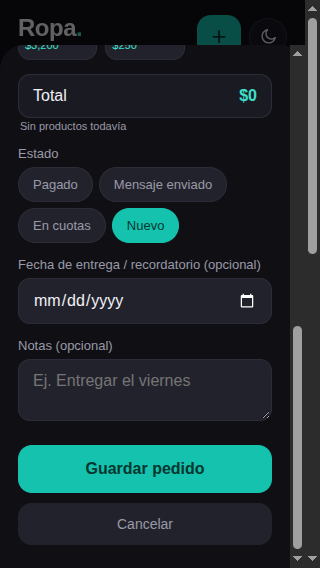 Ropa.
+
$3,200 $250
Total $0
Sin productos todavía
Estado
Pagado Mensaje enviado
En cuotas Nuevo
Fecha de entrega / recordatorio (opcional)
mm/dd/yyyy
Notas (opcional)
Ej. Entregar el viernes
Guardar pedido
Cancelar